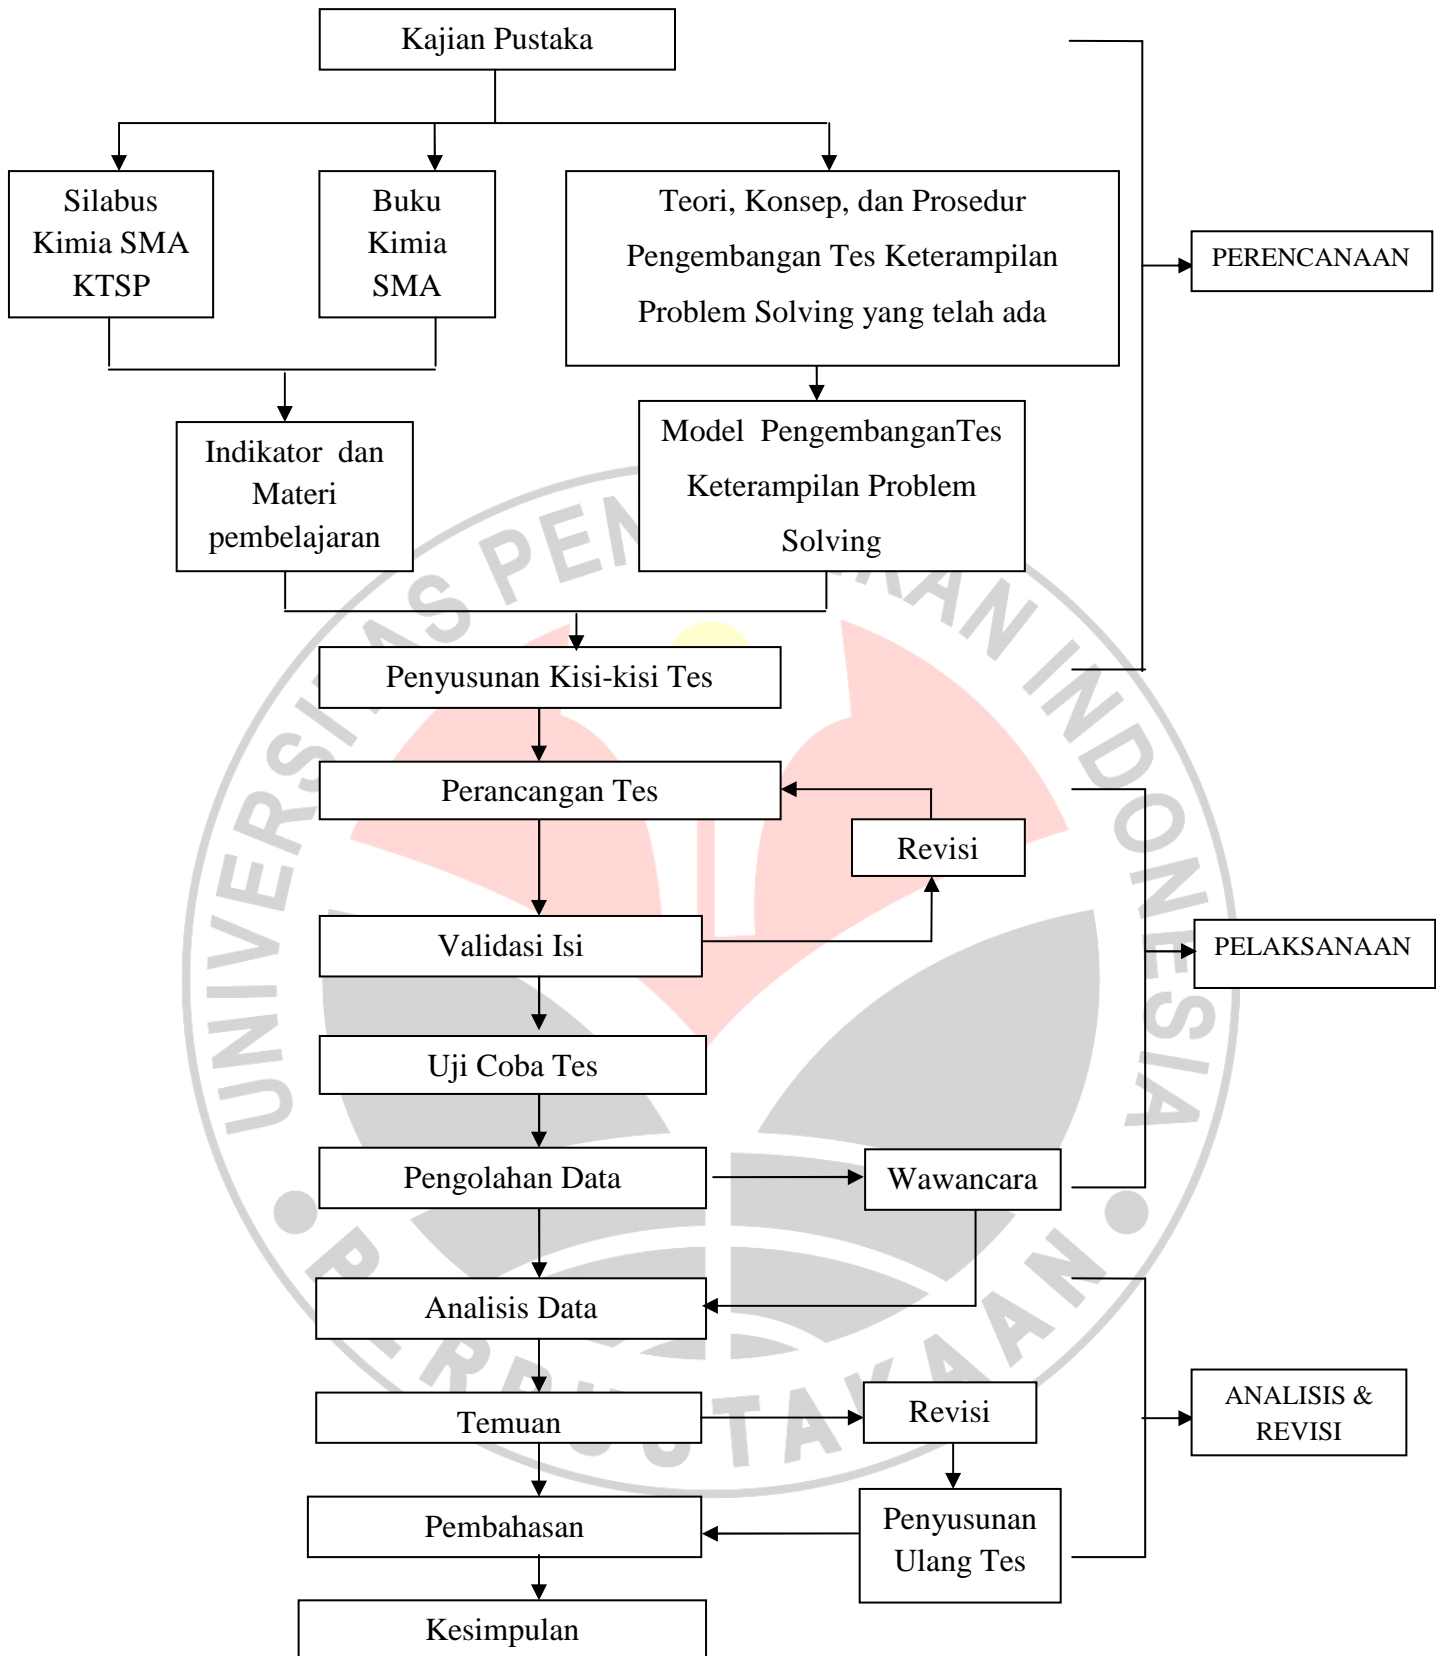 Kajian Pustaka
Silabus
Kimia SMA
KTSP
Buku
Kimia
SMA
Teori, Konsep, dan Prosedur
Pengembangan Tes Keterampilan
Problem Solving yang telah ada
PERENCANAAN
Indikator dan
Materi
pembelajaran
Model PengembanganTes
Keterampilan Problem
Solving
Penyusunan Kisi-kisi Tes
Perancangan Tes
Revisi
Validasi Isi
PELAKSANAAN
Uji Coba Tes
Pengolahan Data
Wawancara
Analisis Data
Temuan
Revisi
ANALISIS &
REVISI
Pembahasan
Penyusunan
Ulang Tes
Kesimpulan
UNIVERSITAS PENDIDIKAN INDONESIA
PERPUSTAKAAN